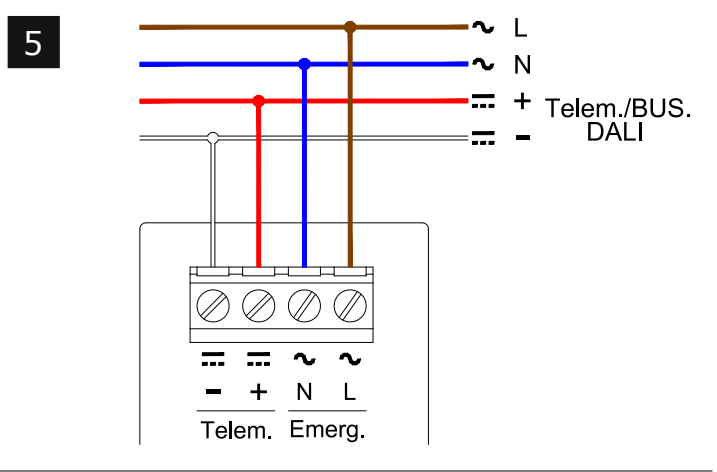 5
~ L
~ N
+ Telem./BUS.
- DALI
~ ~
- + N L
Telem. Emerg.